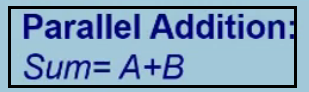 Parallel Addition:
Sum= A+B